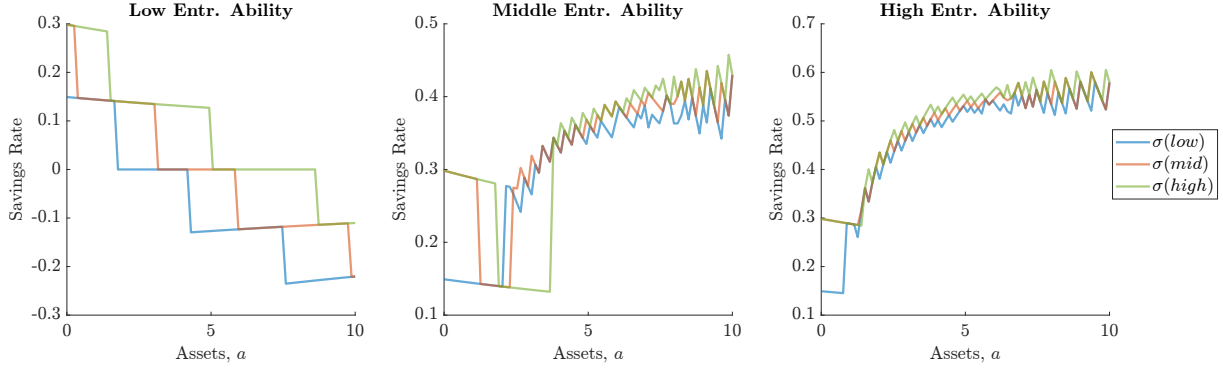 Low Entr. Ability
Savings Rate
0.3
0.2
0.1
0
-0.1
-0.2
-0.3
0
5
10
Assets, a
Middle Entr. Ability
Savings Rate
0.5
0.4
0.3
0.2
0.1
0
5
10
Assets, a
High Entr. Ability
Savings Rate
0.7
0.6
0.5
0.4
0.3
0.2
0.1
0
5
10
Assets, a
σ(low)
σ(mid)
σ(high)